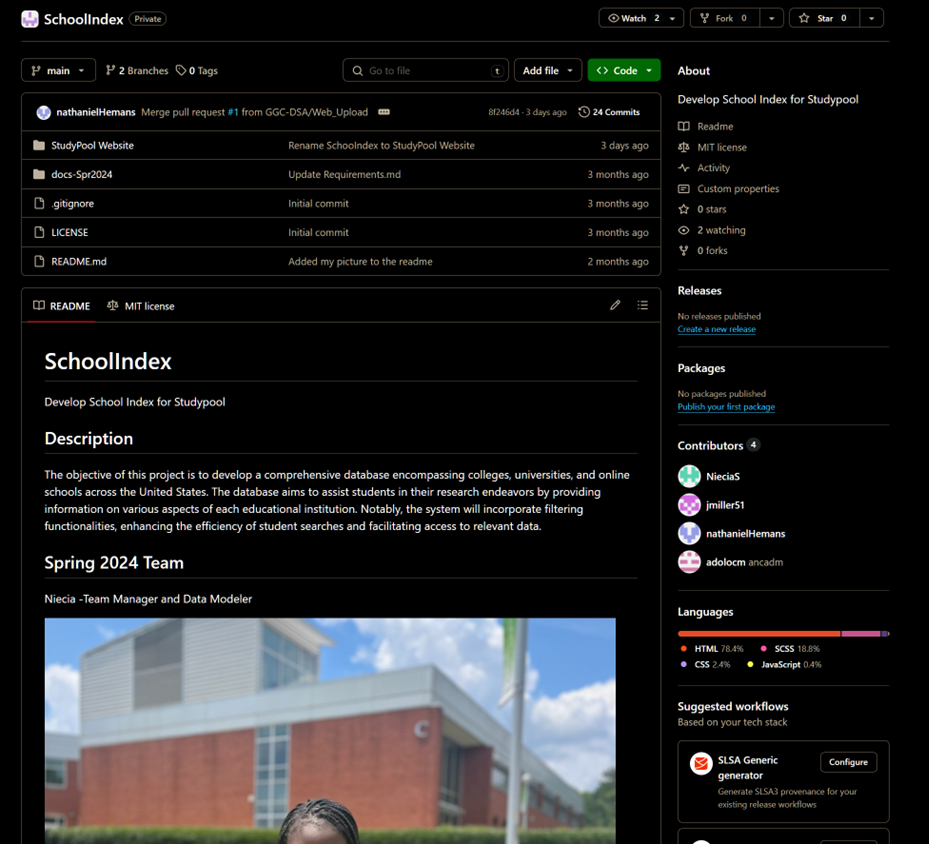 SchoolIndex Private
Watch 2
Fork 0
Star 0
main
2 Branches
0 Tags
Go to file
t
Add file
Code
nathanielHemans Merge pull request #1 from GGC-DSA/Web_Upload
8f246d4 · 3 days ago
24 Commits
StudyPool Website Rename SchooIndex to StudyPool Website 3 days ago
docs-Spr2024 Update Requirements.md 3 months ago
.gitignore Initial commit 3 months ago
LICENSE Initial commit 3 months ago
README.md Added my picture to the readme 2 months ago
README
MIT license
SchoolIndex
Develop School Index for Studypool
Description
The objective of this project is to develop a comprehensive database encompassing colleges, universities, and online
schools across the United States. The database aims to assist students in their research endeavors by providing
information on various aspects of each educational institution. Notably, the system will incorporate filtering
functionalities, enhancing the efficiency of student searches and facilitating access to relevant data.
Spring 2024 Team
Niecia -Team Manager and Data Modeler
C
About
Develop School Index for Studypool
Readme
MIT license
Activity
Custom properties
0 stars
2 watching
0 forks
Releases
No releases published
Create a new release
Packages
No packages published
Publish your first package
Contributors 4
NieciaS
jmiller51
nathanielHemans
adolocm ancadm
Languages
HTML 78.4%
SCSS 18.8%
CSS 2.4%
JavaScript 0.4%
Suggested workflows
Based on your tech stack
SLSA Generic
generator
Configure
Generate SLSA3 provenance for your
existing release workflows